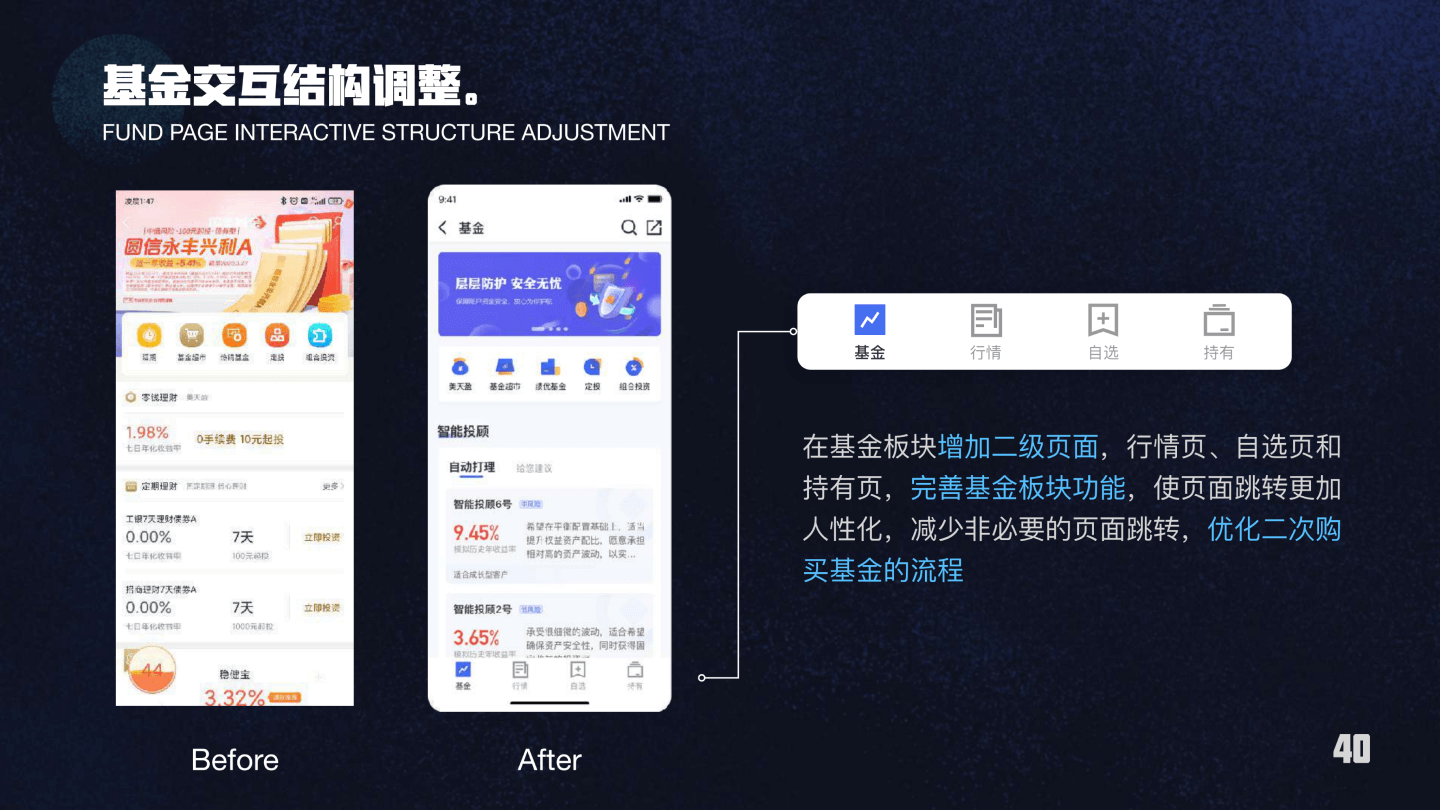 基金交互结构调整。
FUND PAGE INTERACTIVE STRUCTURE ADJUSTMENT
凌晨1:47
圆信永丰兴利A
近一年收益 +5.41%
基金超市
定投
组合投资
零钱理财 美天盈
1.98%
七日年化收益率
0手续费 10元起投
定期理财
更多
工银7天理财债券A
0.00%
7天
立即投资
七日年化收益率
100元起投
招商理财7天债券A
0.00%
7天
立即投资
七日年化收益率
1000元起投
44
稳健宝
3.32%
Before
9:41
基金
层层防护 安全无忧
保障账户资金安全，放心为你护航
美天盈
基金超市
绩优基金
定投
组合投资
智能投顾
自动打理
给您建议
智能投顾6号 中风险
9.45%
模拟历史年收益率
希望在平衡配置基础上，适当
提升权益资产配比、愿意承担
相对高的资产波动，以实...
适合成长型客户
智能投顾2号 低风险
3.65%
模拟历史年收益率
承受很细微的波动，适合希望
确保资产安全性，同时获得固
基金
行情
自选
持有
After
基金
行情
自选
持有
在基金板块增加二级页面，行情页、自选页和
持有页，完善基金板块功能，使页面跳转更加
人性化，减少非必要的页面跳转，优化二次购
买基金的流程
40